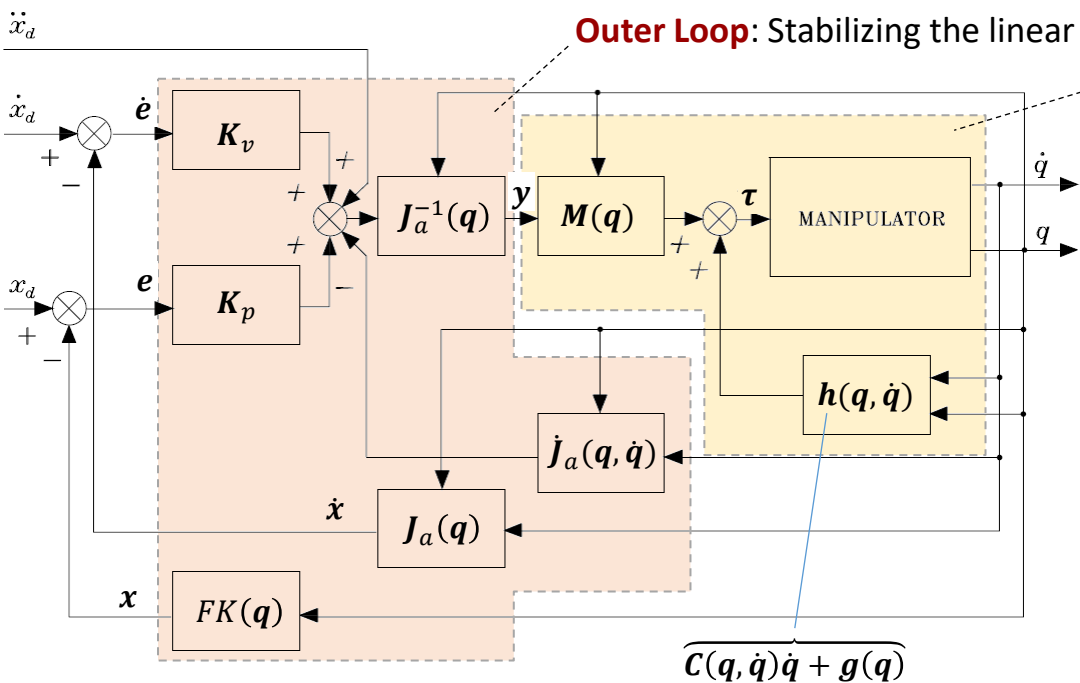 ẍ_d
Outer Loop: Stabilizing the linear
ẋ_d
ė
K_v
+
−
+
+
+
−
J_a^{-1}(q)
y
M(q)
+
+
τ
MANIPULATOR
q̇
q
x_d
e
K_p
+
−
h(q, q̇)
J̇_a(q, q̇)
ẋ
J_a(q)
x
FK(q)
C(q, q̇)q̇ + g(q)